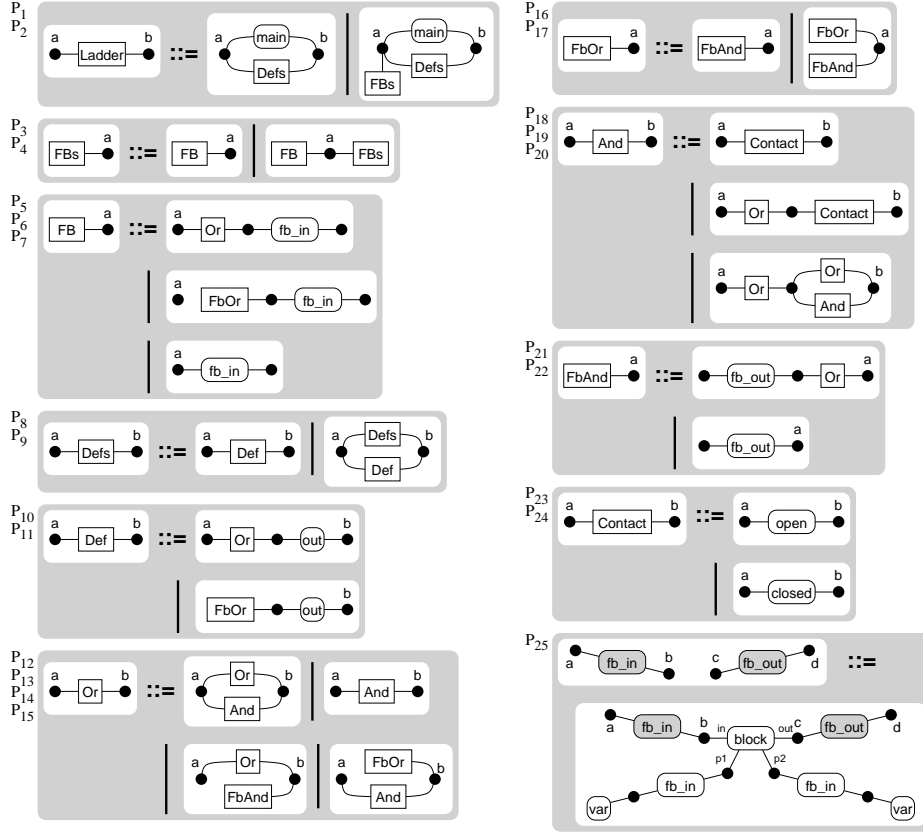 P1
P2
a b a b a b
Ladder ::= main main
Defs Defs
FBs
P3
P4
a a
FBs ::= FB a FB FBs
P5
P6
P7
a a
FB ::= Or fb_in
a
FbOr fb_in
a
fb_in
P8
P9
a b a b a b
Defs ::= Def Defs
Def
P10
P11
a b a b
Def ::= Or out
b
FbOr out
P12
P13
P14
P15
a b a b a b
Or ::= Or And
And
a b a b
Or FbOr
FbAnd And
P16
P17
a a
FbOr ::= FbAnd FbOr a
FbAnd
P18
P19
P20
a b a b
And ::= Contact
a b
Or Contact
a b
Or Or
And
P21
P22
a a
FbAnd ::= fb_out Or
a
fb_out
P23
P24
a b a b
Contact ::= open
a b
closed
P25
a fb_in b c fb_out d ::=
a fb_in b in block out c fb_out d
p1 p2
fb_in fb_in
var var